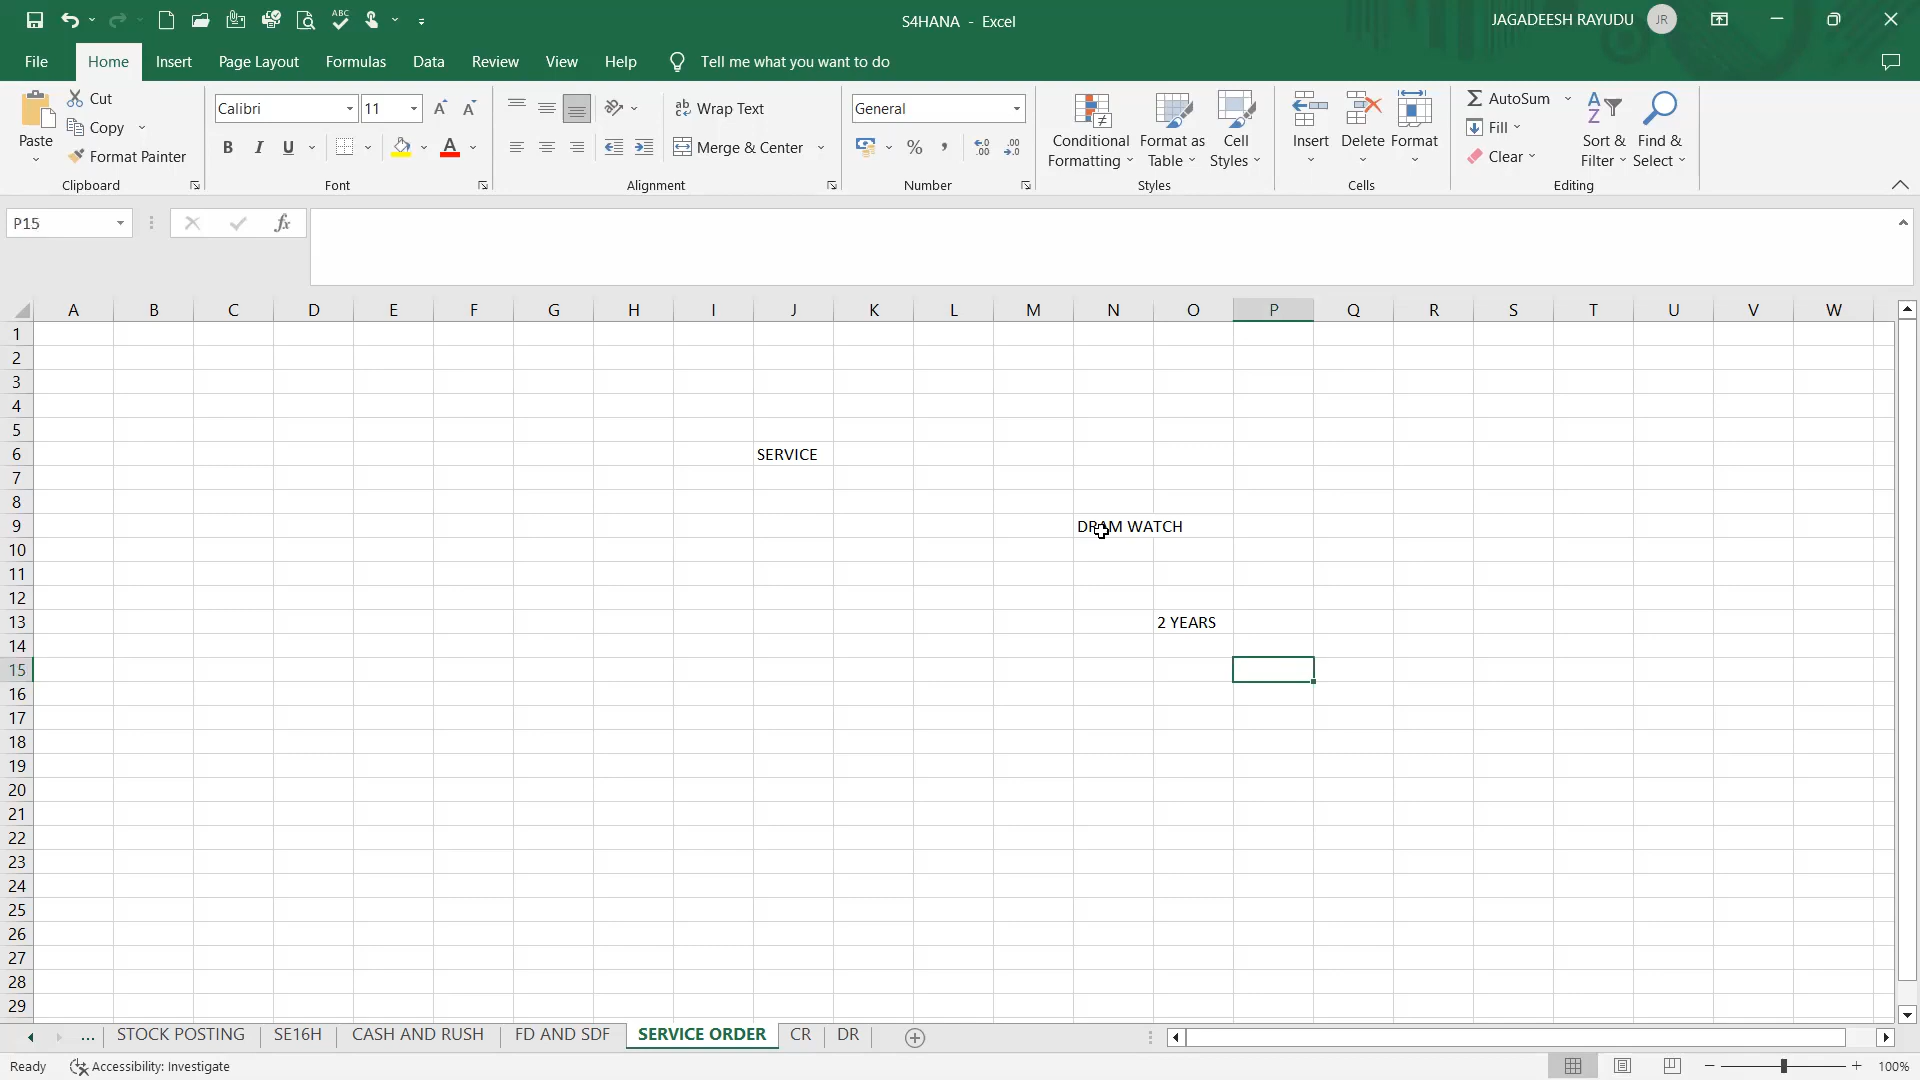 ABC
S4HANA - Excel
JAGADEESH RAYUDU JR
File Home Insert Page Layout Formulas Data Review View Help Tell me what you want to do
Paste
Cut
Copy
Format Painter
Clipboard
Calibri 11
B I U A
Font
Wrap Text
Merge & Center
Alignment
General
% ,
Number
Conditional Formatting
Format as Table
Cell Styles
Styles
Insert
Delete
Format
Cells
AutoSum
Fill
Clear
Sort & Filter
Find & Select
Editing
P15 fx
A B C D E F G H I J K L M N O P Q R S T U V W
1
2
3
4
5
6 SERVICE
7
8
9 DRAM WATCH
10
11
12
13 2 YEARS
14
15
16
17
18
19
20
21
22
23
24
25
26
27
28
29
... STOCK POSTING SE16H CASH AND RUSH FD AND SDF SERVICE ORDER CR DR
Ready Accessibility: Investigate 100%